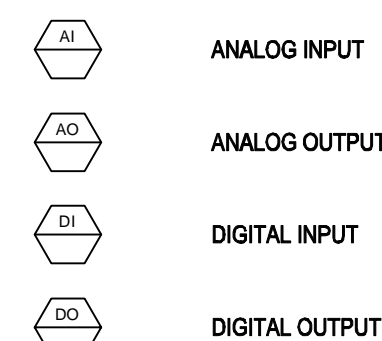 AI ANALOG INPUT
AO ANALOG OUTPUT
DI DIGITAL INPUT
DO DIGITAL OUTPUT